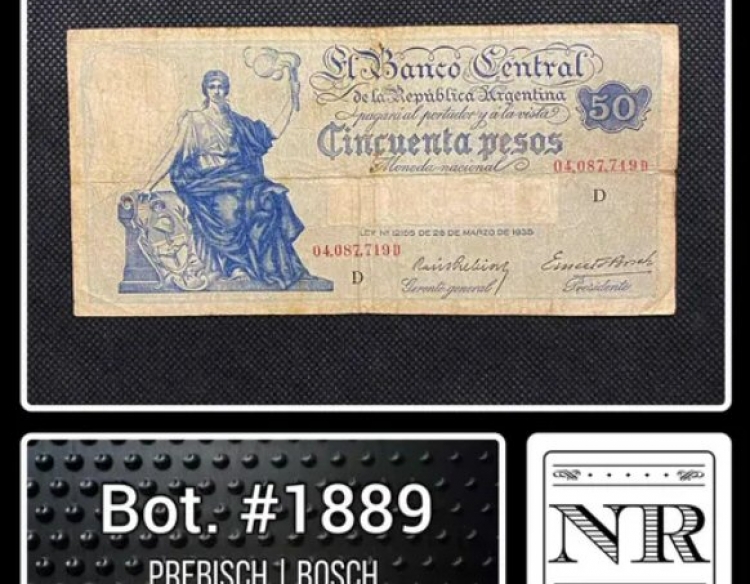 El Banco Central
de la República Argentina
pagará al portador y a la vista
50
Cincuenta pesos
Moneda nacional
04.087.719D
D
LEY Nº 12155 DE 28 DE MARZO DE 1935
04.087.719D
D
Gerente general
Presidente
Bot. #1889
PREBISCH | BOSCH
NR